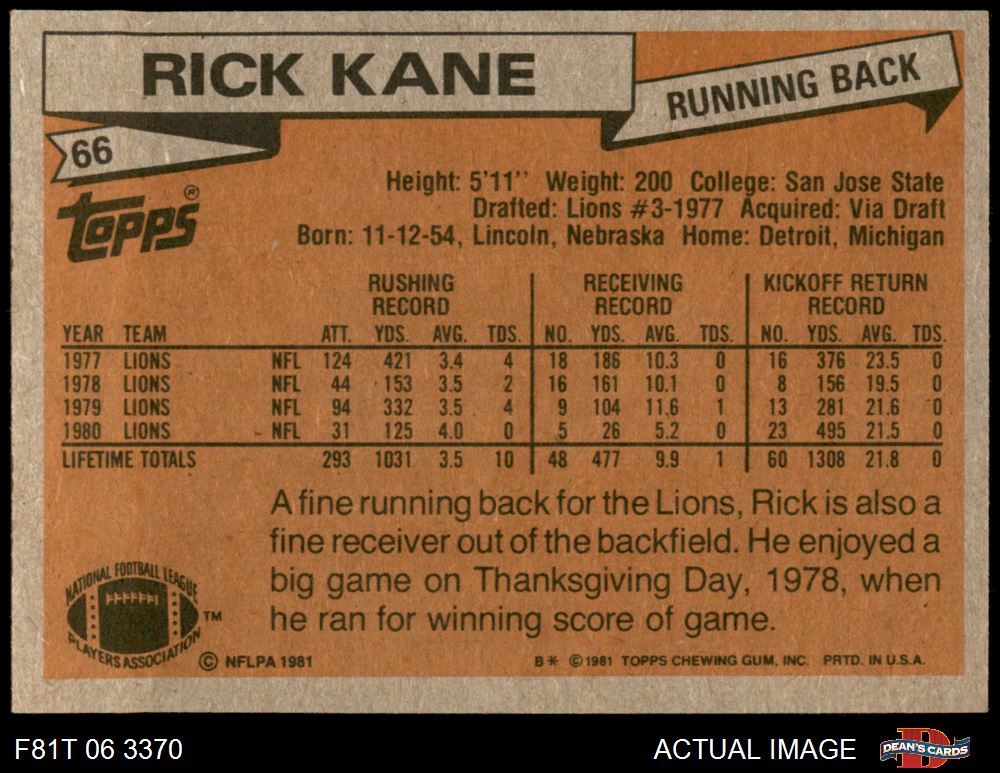 RICK KANE
RUNNING BACK
66
Topps®
Height: 5'11'' Weight: 200 College: San Jose State
Drafted: Lions #3-1977 Acquired: Via Draft
Born: 11-12-54, Lincoln, Nebraska Home: Detroit, Michigan
RUSHING RECORD RECEIVING RECORD KICKOFF RETURN RECORD
YEAR TEAM ATT. YDS. AVG. TDS. NO. YDS. AVG. TDS. NO. YDS. AVG. TDS.
1977 LIONS NFL 124 421 3.4 4 18 186 10.3 0 16 376 23.5 0
1978 LIONS NFL 44 153 3.5 2 16 161 10.1 0 8 156 19.5 0
1979 LIONS NFL 94 332 3.5 4 9 104 11.6 1 13 281 21.6 0
1980 LIONS NFL 31 125 4.0 0 5 26 5.2 0 23 495 21.5 0
LIFETIME TOTALS 293 1031 3.5 10 48 477 9.9 1 60 1308 21.8 0
A fine running back for the Lions, Rick is also a
fine receiver out of the backfield. He enjoyed a
big game on Thanksgiving Day, 1978, when
he ran for winning score of game.
NATIONAL FOOTBALL LEAGUE
PLAYERS ASSOCIATION
TM
© NFLPA 1981
B* © 1981 TOPPS CHEWING GUM, INC. PRTD. IN U.S.A.
F81T 06 3370
ACTUAL IMAGE
DEAN'S CARDS